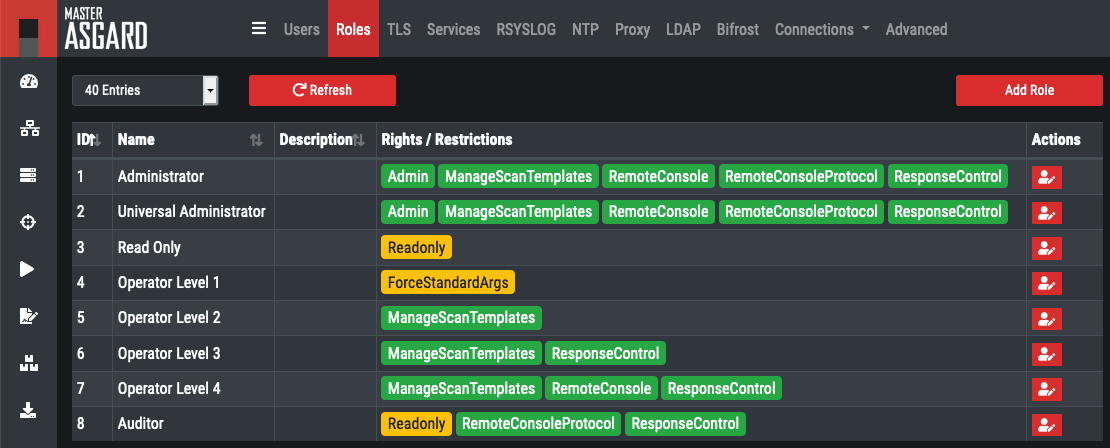 MASTER
ASGARD
Users Roles TLS Services RSYSLOG NTP Proxy LDAP Bifrost Connections Advanced
40 Entries Refresh Add Role
ID Name Description Rights / Restrictions Actions
1 Administrator Admin ManageScanTemplates RemoteConsole RemoteConsoleProtocol ResponseControl
2 Universal Administrator Admin ManageScanTemplates RemoteConsole RemoteConsoleProtocol ResponseControl
3 Read Only Readonly
4 Operator Level 1 ForceStandardArgs
5 Operator Level 2 ManageScanTemplates
6 Operator Level 3 ManageScanTemplates ResponseControl
7 Operator Level 4 ManageScanTemplates RemoteConsole ResponseControl
8 Auditor Readonly RemoteConsoleProtocol ResponseControl